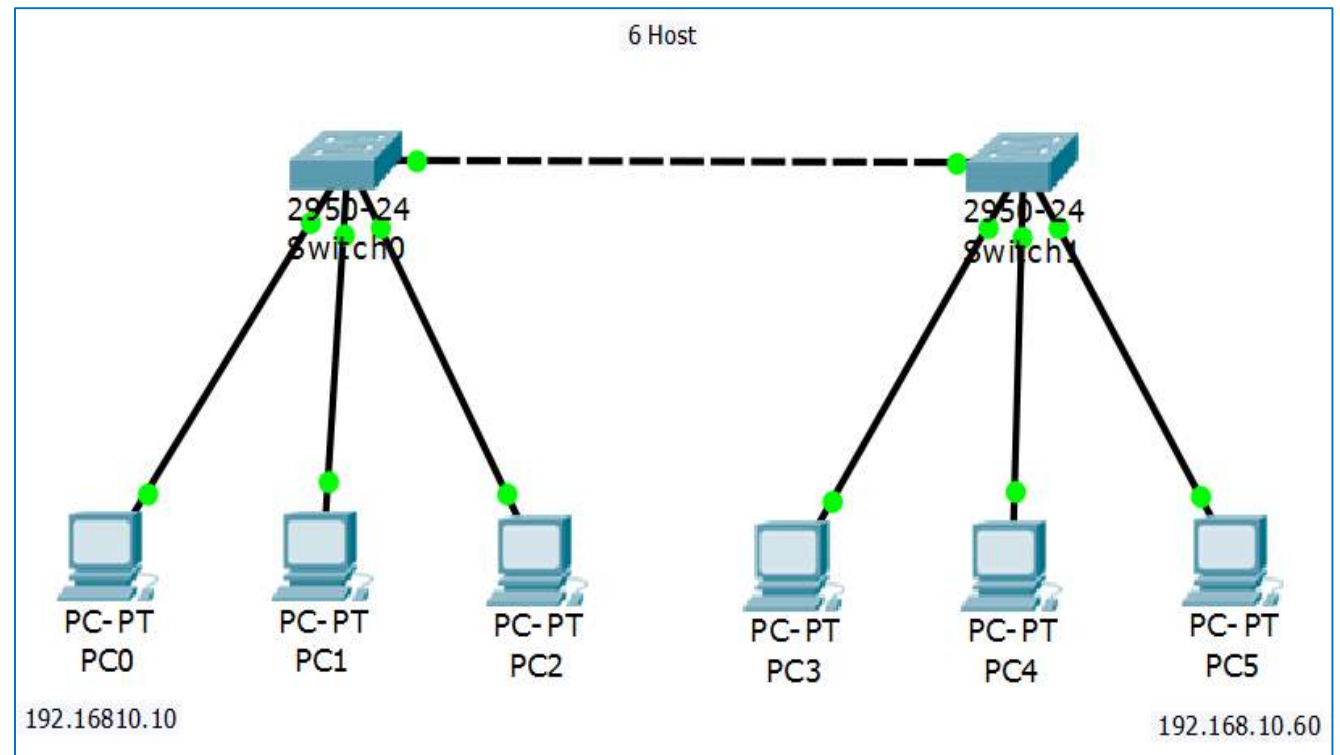 6 Host
2950-24
Switch0
2950-24
Switch1
PC-PT
PC0
PC-PT
PC1
PC-PT
PC2
PC-PT
PC3
PC-PT
PC4
PC-PT
PC5
192.16810.10
192.168.10.60